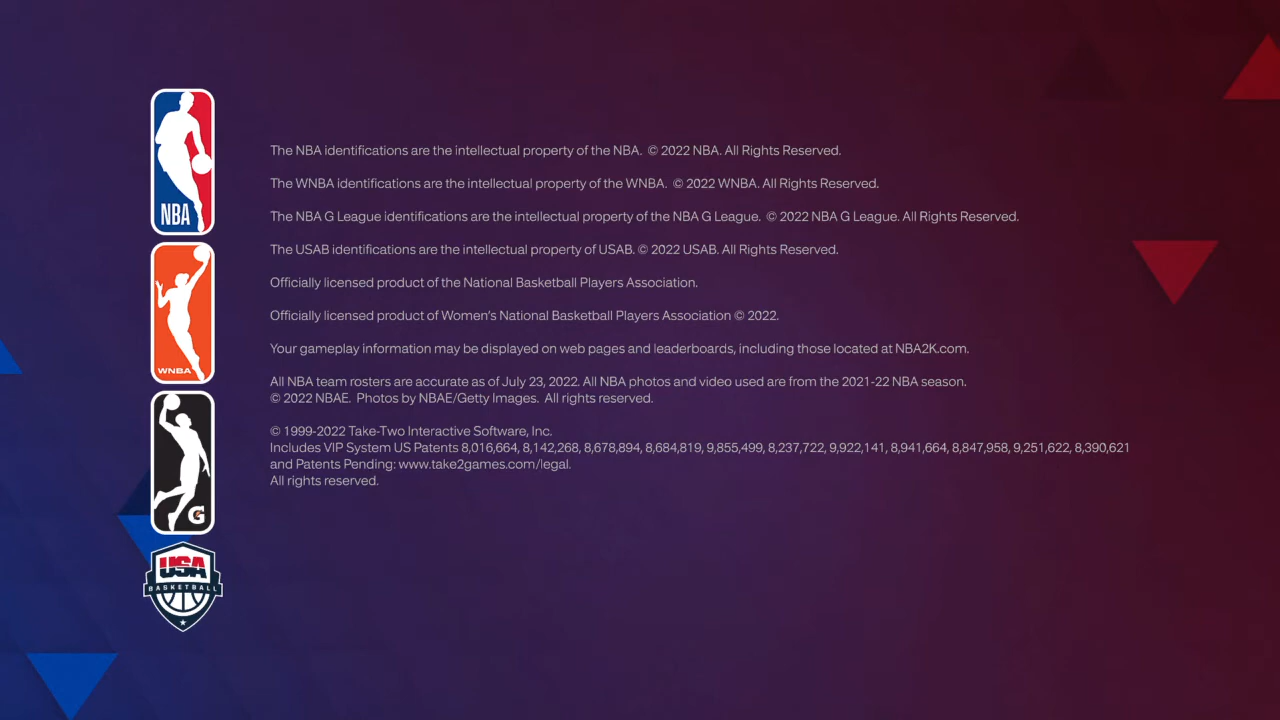 NBA
The NBA identifications are the intellectual property of the NBA. © 2022 NBA. All Rights Reserved.
The WNBA identifications are the intellectual property of the WNBA. © 2022 WNBA. All Rights Reserved.
The NBA G League identifications are the intellectual property of the NBA G League. © 2022 NBA G League. All Rights Reserved.
The USAB identifications are the intellectual property of USAB. © 2022 USAB. All Rights Reserved.
Officially licensed product of the National Basketball Players Association.
Officially licensed product of Women's National Basketball Players Association © 2022.
Your gameplay information may be displayed on web pages and leaderboards, including those located at NBA2K.com.
WNBA
All NBA team rosters are accurate as of July 23, 2022. All NBA photos and video used are from the 2021-22 NBA season.
© 2022 NBAE. Photos by NBAE/Getty Images. All rights reserved.
© 1999-2022 Take-Two Interactive Software, Inc.
Includes VIP System US Patents 8,016,664, 8,142,268, 8,678,894, 8,684,819, 9,855,499, 8,237,722, 9,922,141, 8,941,664, 8,847,958, 9,251,622, 8,390,621
and Patents Pending: www.take2games.com/legal.
All rights reserved.
G
USA
BASKETBALL